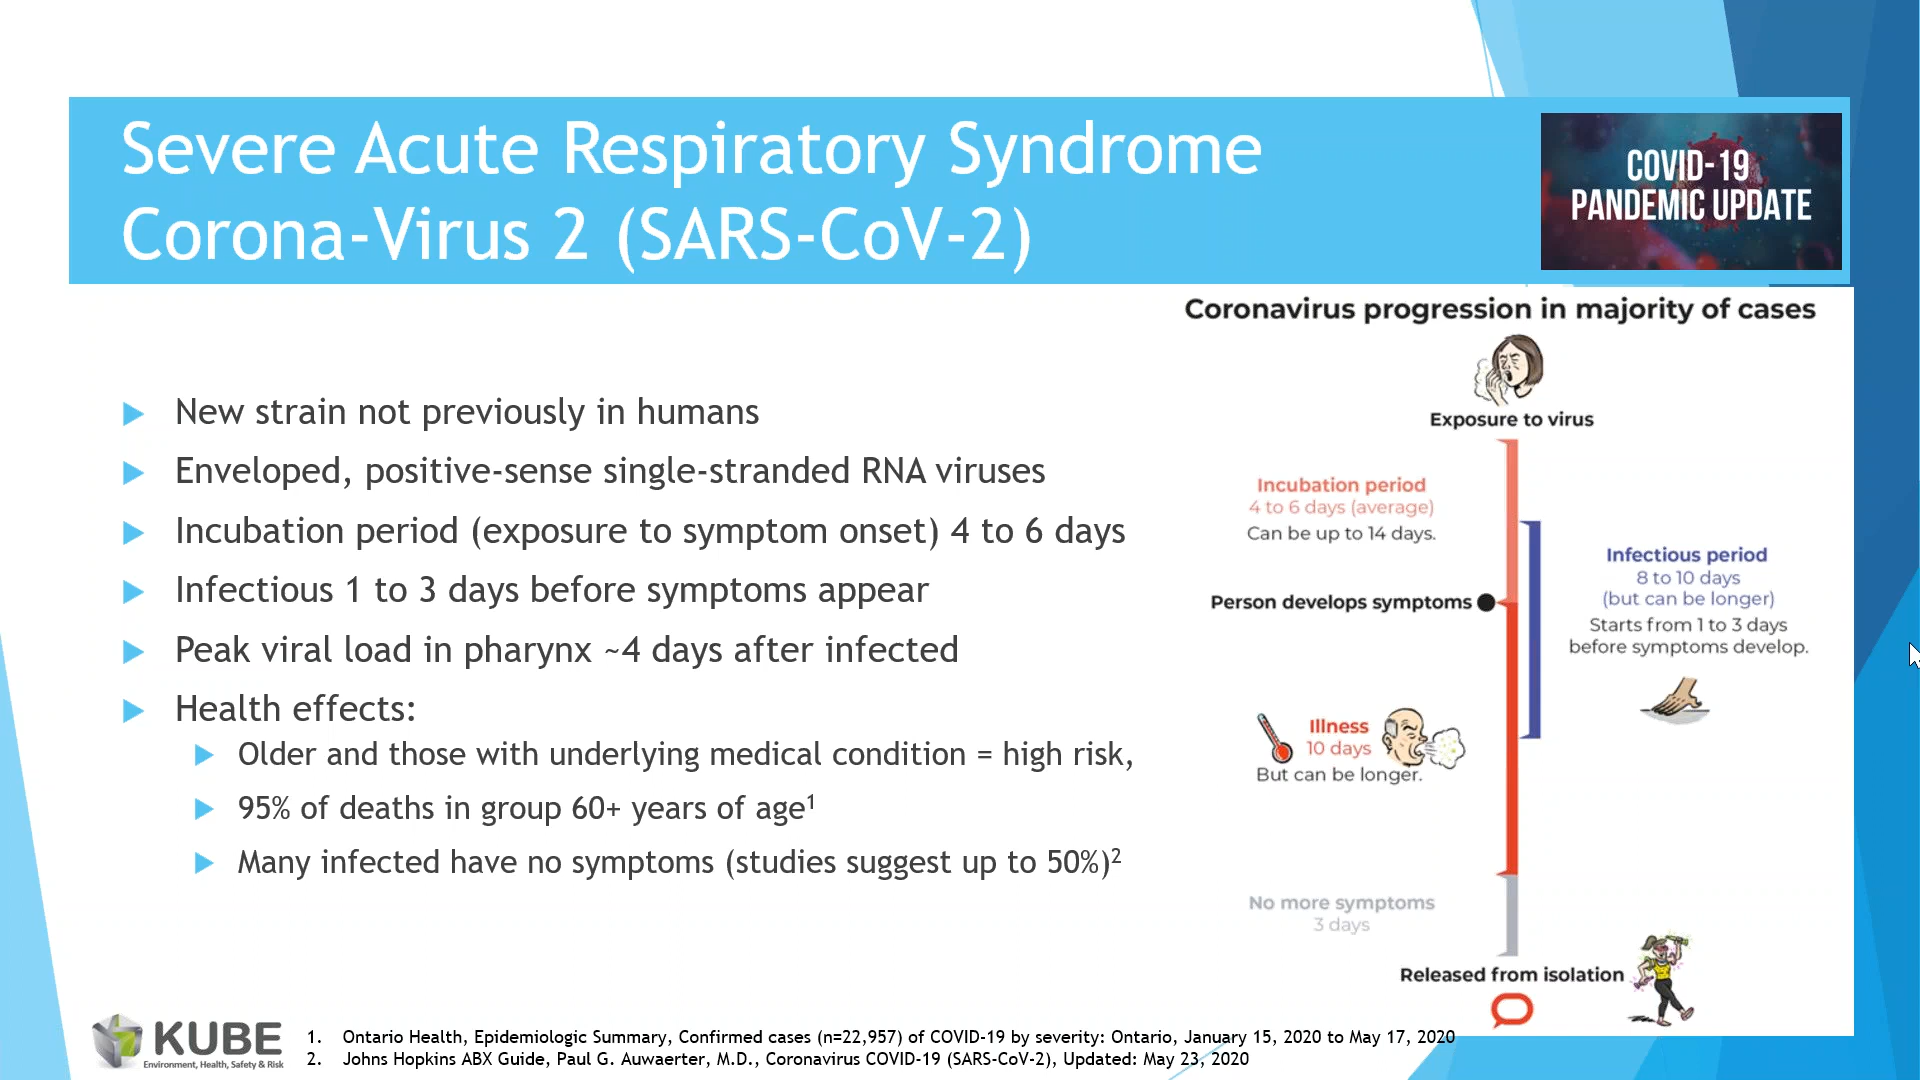 Severe Acute Respiratory Syndrome
Corona-Virus 2 (SARS-CoV-2)
COVID-19
PANDEMIC UPDATE
New strain not previously in humans
Enveloped, positive-sense single-stranded RNA viruses
Incubation period (exposure to symptom onset) 4 to 6 days
Infectious 1 to 3 days before symptoms appear
Peak viral load in pharynx ~4 days after infected
Health effects:
Older and those with underlying medical condition = high risk,
95% of deaths in group 60+ years of age¹
Many infected have no symptoms (studies suggest up to 50%)²
Coronavirus progression in majority of cases
Exposure to virus
Incubation period
4 to 6 days (average)
Can be up to 14 days.
Infectious period
8 to 10 days
(but can be longer)
Starts from 1 to 3 days
before symptoms develop.
Person develops symptoms
Illness
10 days
But can be longer.
No more symptoms
3 days
Released from isolation
KUBE
Environment, Health, Safety & Risk
1. Ontario Health, Epidemiologic Summary, Confirmed cases (n=22,957) of COVID-19 by severity: Ontario, January 15, 2020 to May 17, 2020
2. Johns Hopkins ABX Guide, Paul G. Auwaerter, M.D., Coronavirus COVID-19 (SARS-CoV-2), Updated: May 23, 2020